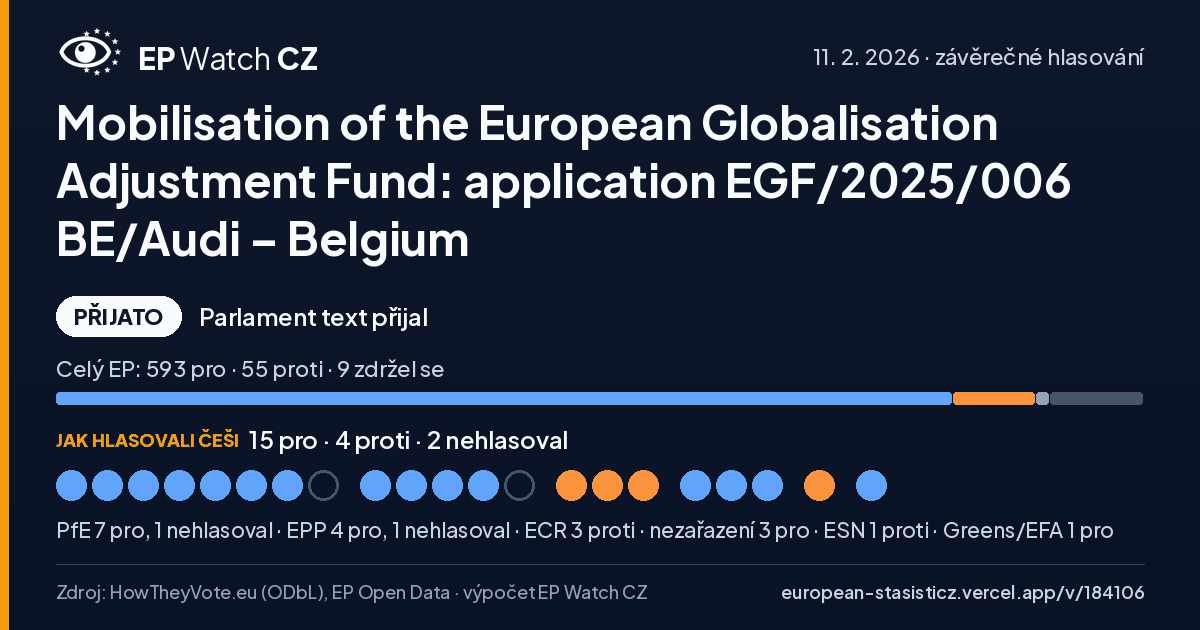 EP Watch CZ
11. 2. 2026 · závěrečné hlasování
Mobilisation of the European Globalisation
Adjustment Fund: application EGF/2025/006
BE/Audi – Belgium
PŘIJATO Parlament text přijal
Celý EP: 593 pro · 55 proti · 9 zdržel se
JAK HLASOVALI ČEŠI 15 pro · 4 proti · 2 nehlasoval
PfE 7 pro, 1 nehlasoval · EPP 4 pro, 1 nehlasoval · ECR 3 proti · nezařazení 3 pro · ESN 1 proti · Greens/EFA 1 pro
Zdroj: HowTheyVote.eu (ODbL), EP Open Data · výpočet EP Watch CZ
european-stasisticz.vercel.app/v/184106